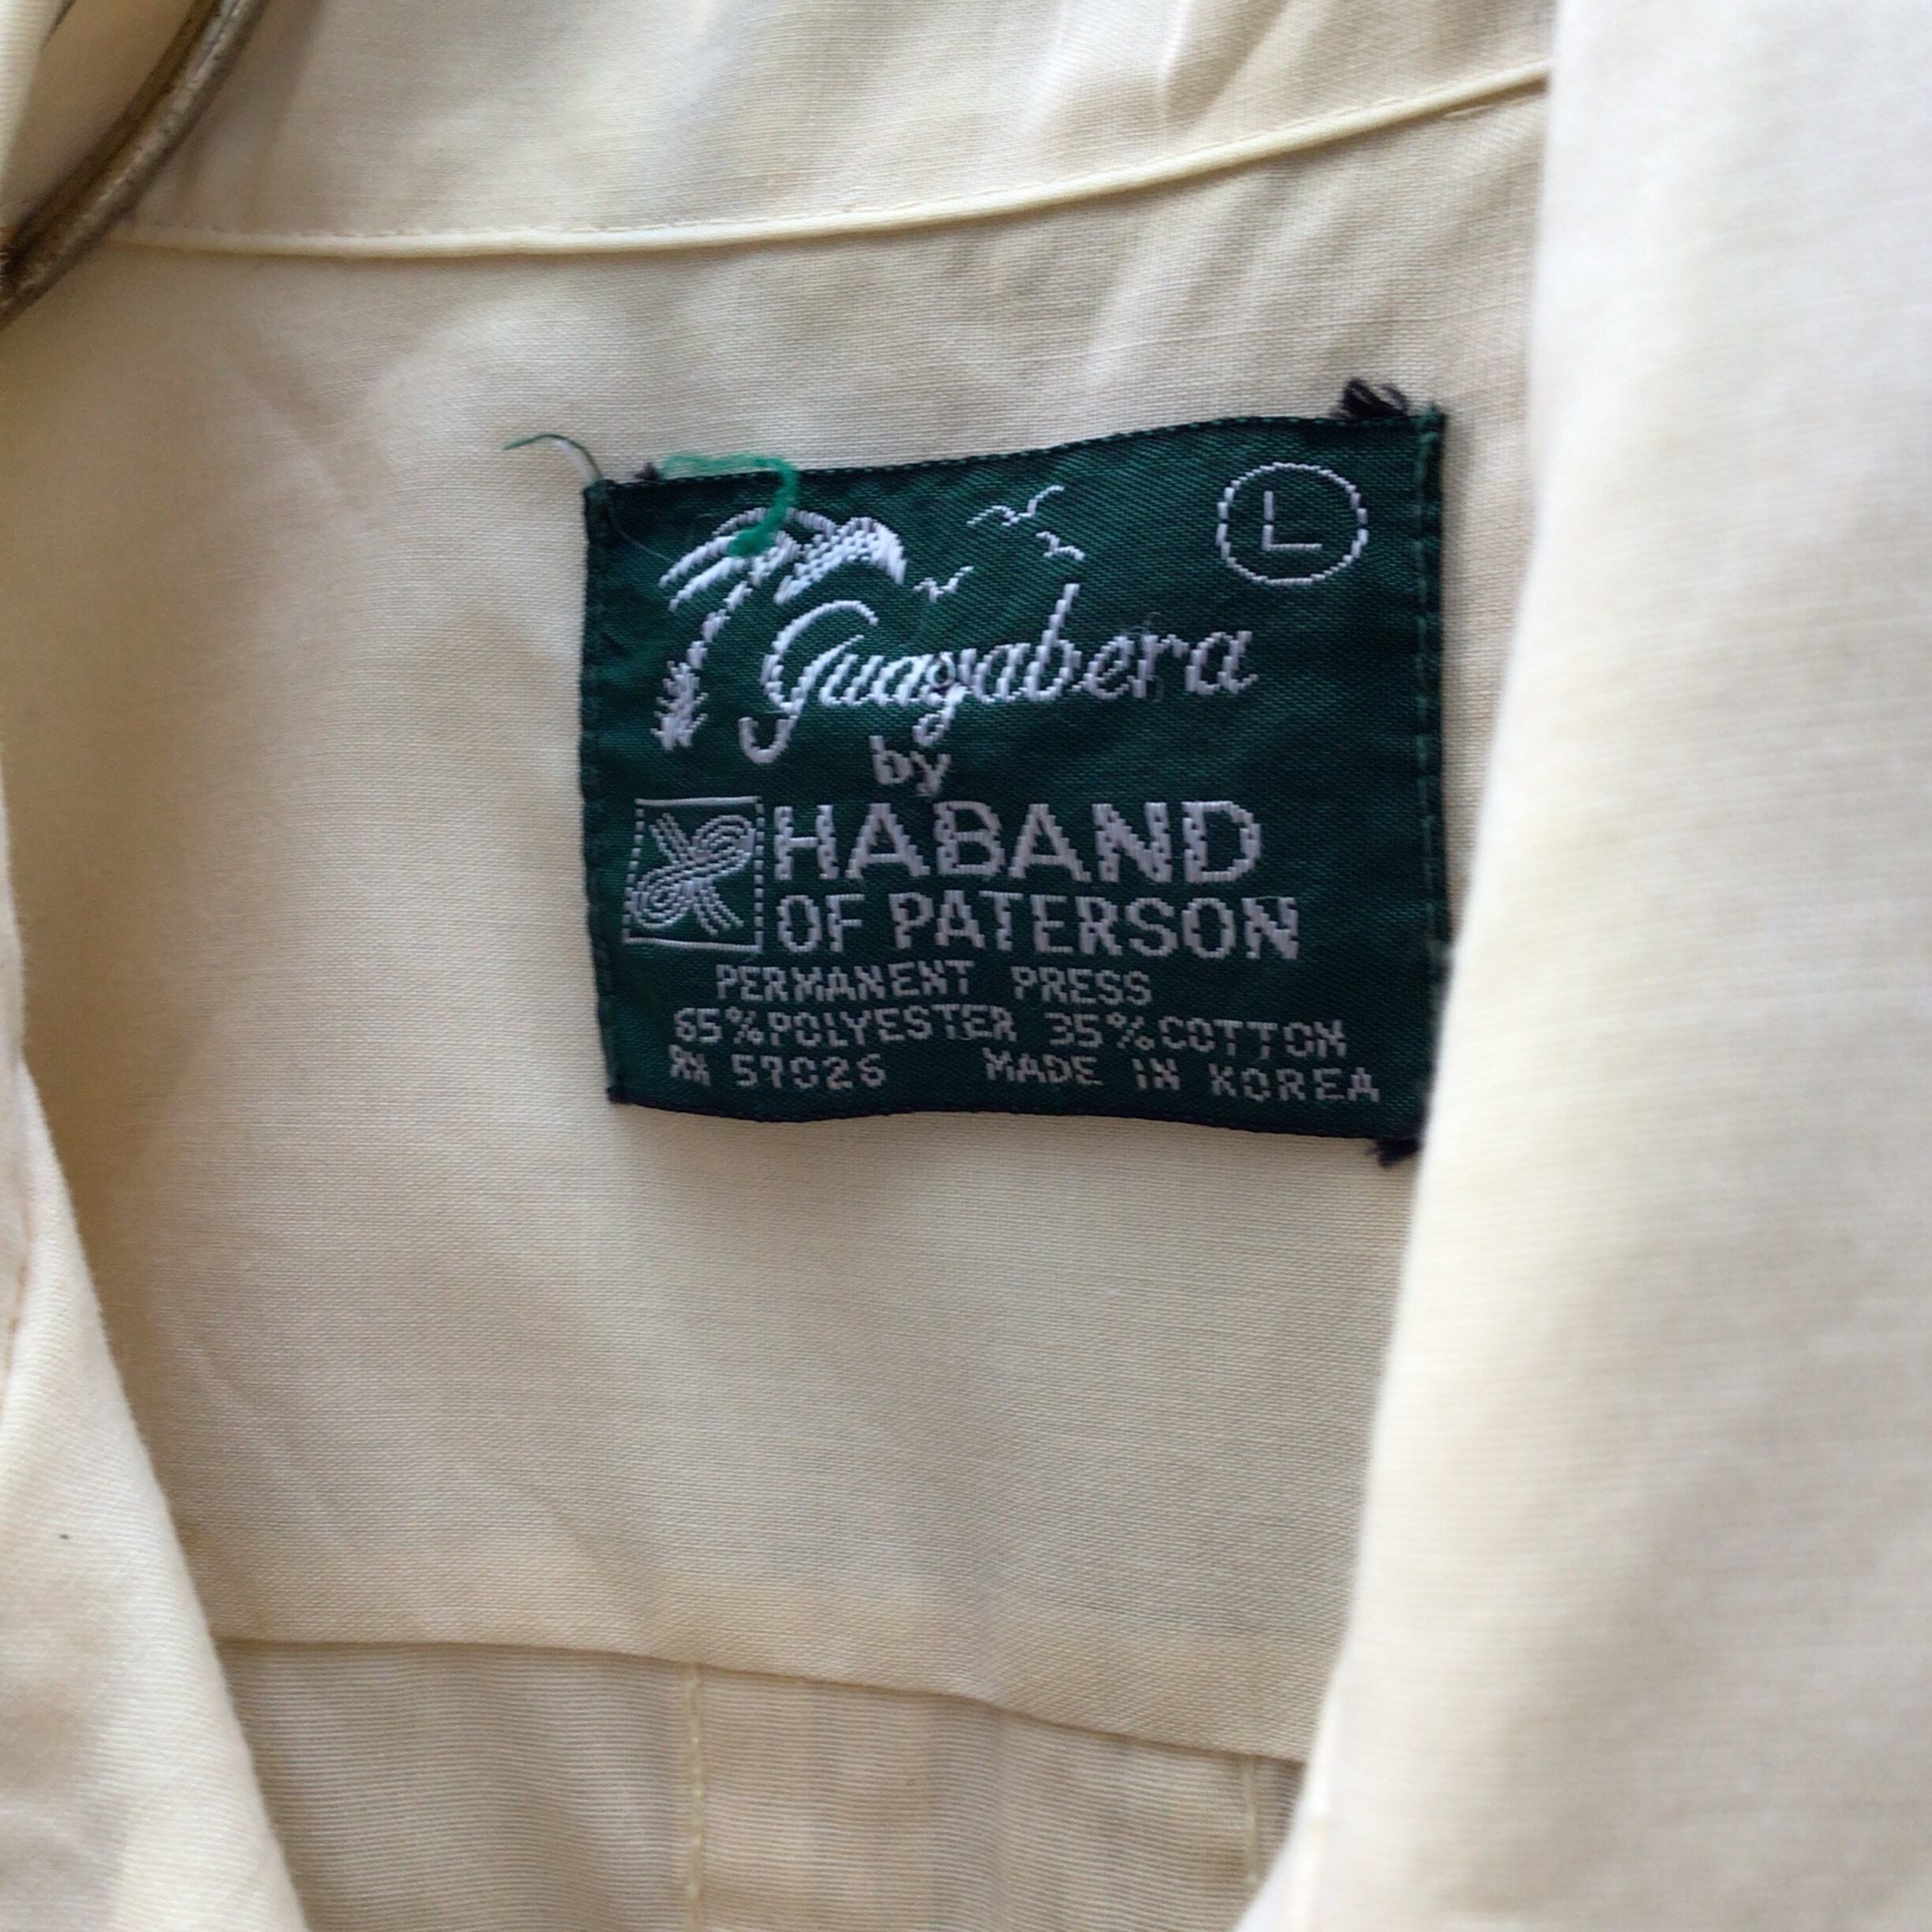 L
Guayabera
by
HABAND
OF PATERSON
PERMANENT PRESS
65%POLYESTER 35%COTTON
RN 57026 MADE IN KOREA